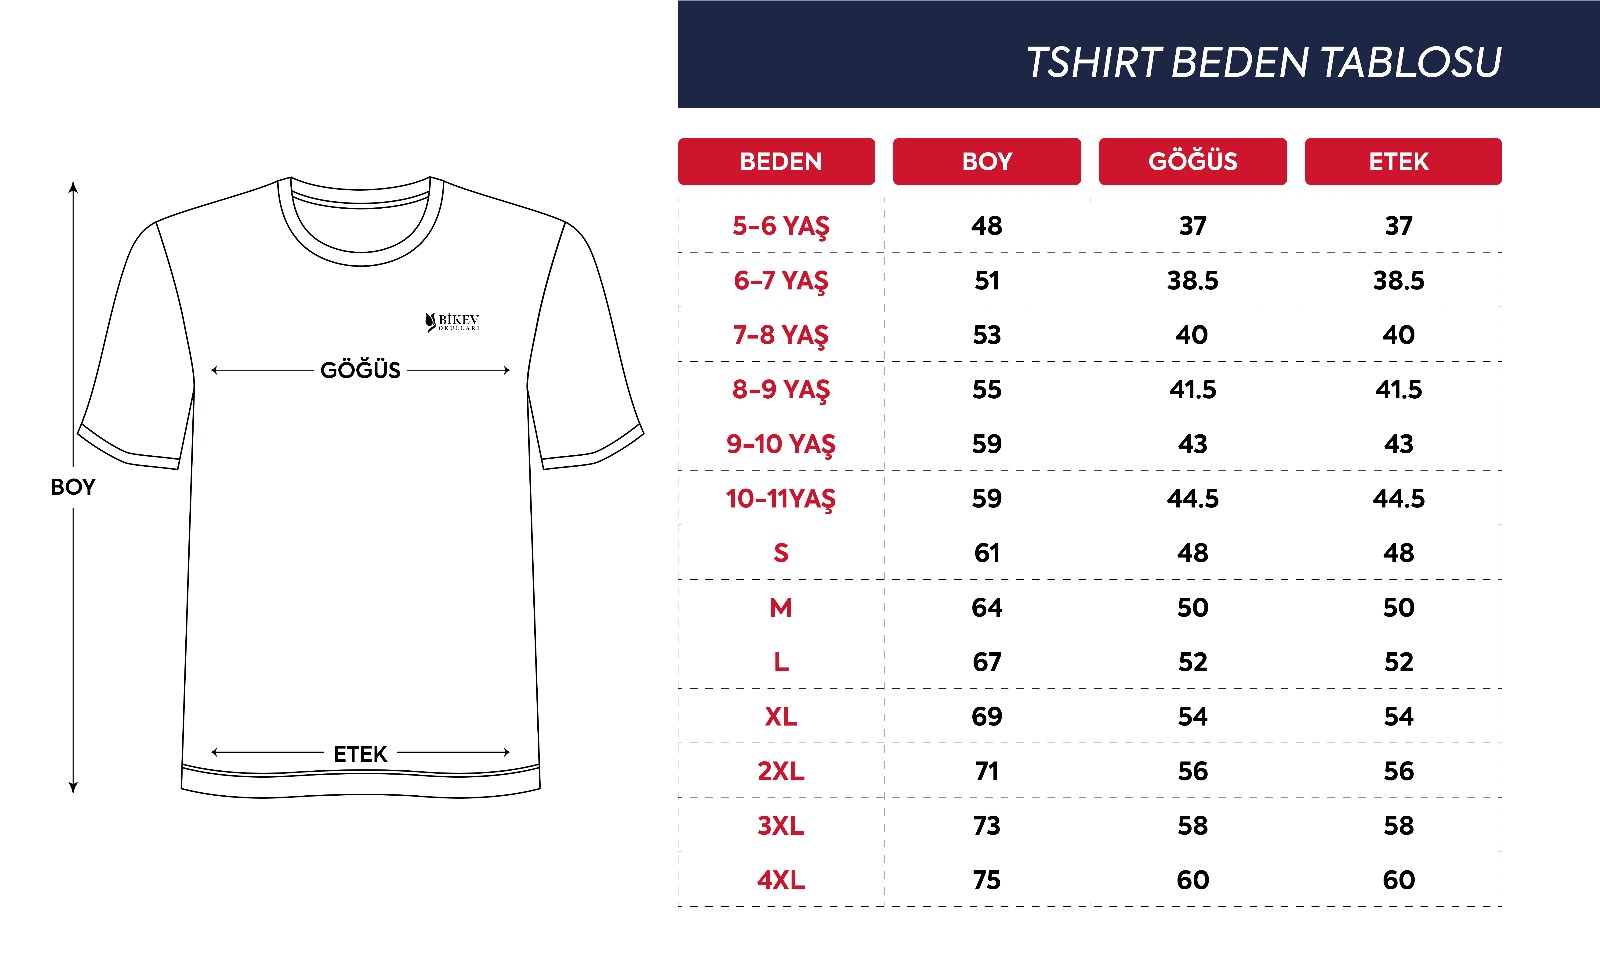 TSHIRT BEDEN TABLOSU
BEDEN BOY GÖĞÜS ETEK
5-6 YAŞ 48 37 37
6-7 YAŞ 51 38.5 38.5
7-8 YAŞ 53 40 40
8-9 YAŞ 55 41.5 41.5
9-10 YAŞ 59 43 43
10-11YAŞ 59 44.5 44.5
S 61 48 48
M 64 50 50
L 67 52 52
XL 69 54 54
2XL 71 56 56
3XL 73 58 58
4XL 75 60 60
BİKEV
OKULLARI
GÖĞÜS
BOY
ETEK